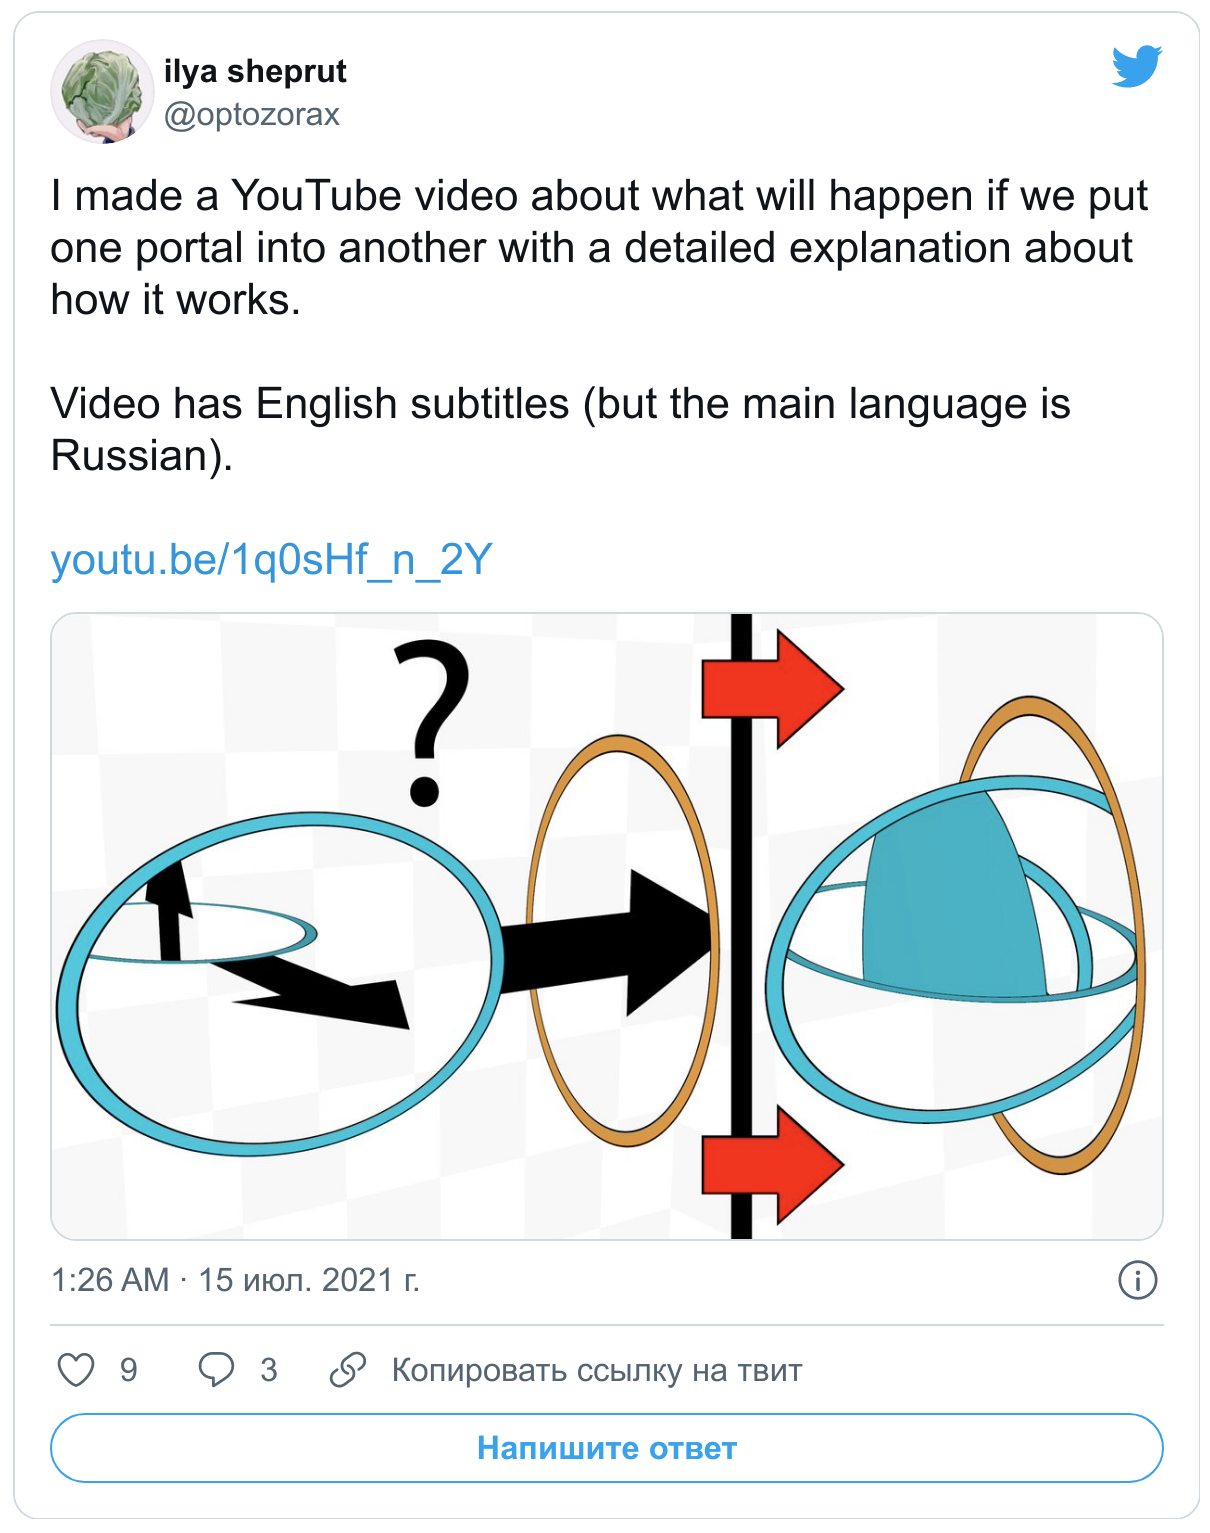 ilya sheprut
@optozorax
I made a YouTube video about what will happen if we put
one portal into another with a detailed explanation about
how it works.
Video has English subtitles (but the main language is
Russian).
youtu.be/1q0sHf_n_2Y
?
1:26 AM · 15 июл. 2021 г.
9
3
Копировать ссылку на твит
Напишите ответ